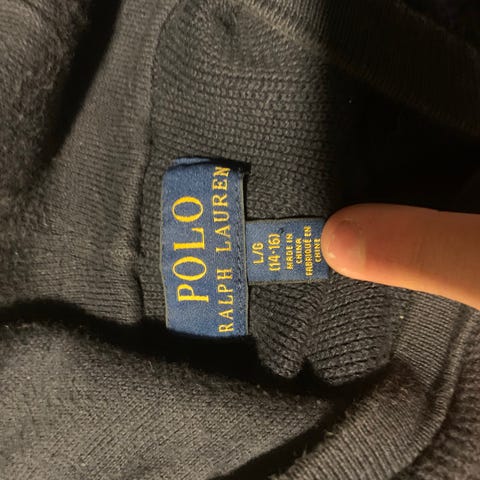 POLO
RALPH LAUREN
L/G
(14-16)
MADE IN
CHINA
FABRIQUÉ EN
CHINE